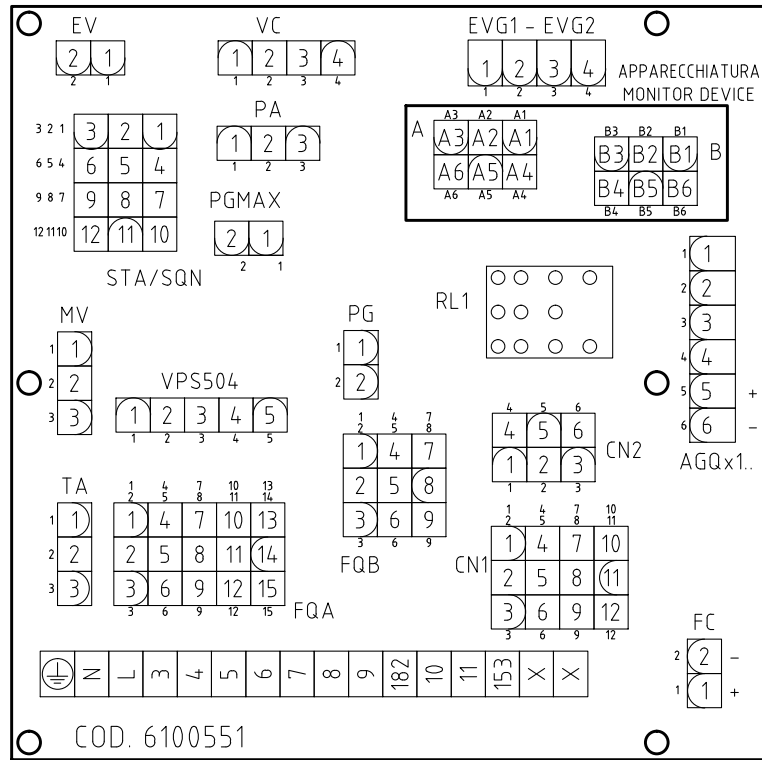 EV
2 1
2 1
VC
1 2 3 4
1 2 3 4
EVG1 - EVG2
1 2 3 4
1 2 3 4
APPARECCHIATURA
MONITOR DEVICE
PA
1 2 3
1 2 3
A
A3 A2 A1
A3 A2 A1
A6 A5 A4
A6 A5 A4
B
B3 B2 B1
B3 B2 B1
B4 B5 B6
B4 B5 B6
3 2 1
3 2 1
6 5 4
6 5 4
9 8 7
9 8 7
12 11 10
12 11 10
STA/SQN
PGMAX
2 1
2 1
RL1
1 1
2 2
3 3
4 4
5 5 +
6 6 -
AGQx1..
MV
1 1
2 2
3 3
PG
1 1
2 2
VPS504
1 2 3 4 5
1 2 3 4 5
4 5 6
4 5 6
1 2 3
1 2 3
CN2
1 4 7
2 5 8
1 4 7
2 5 8
3 6 9
3 6 9
FQB
TA
1 1
2 2
3 3
1 4 7 10 13
2 5 8 11 14
1 4 7 10 13
2 5 8 11 14
3 6 9 12 15
3 6 9 12 15
FQA
CN1
1 4 7 10
2 5 8 11
1 4 7 10
2 5 8 11
3 6 9 12
3 6 9 12
FC
2 2 -
1 1 +
N L 3 4 5 6 7 8 9 182 10 11 153 X X
COD. 6100551